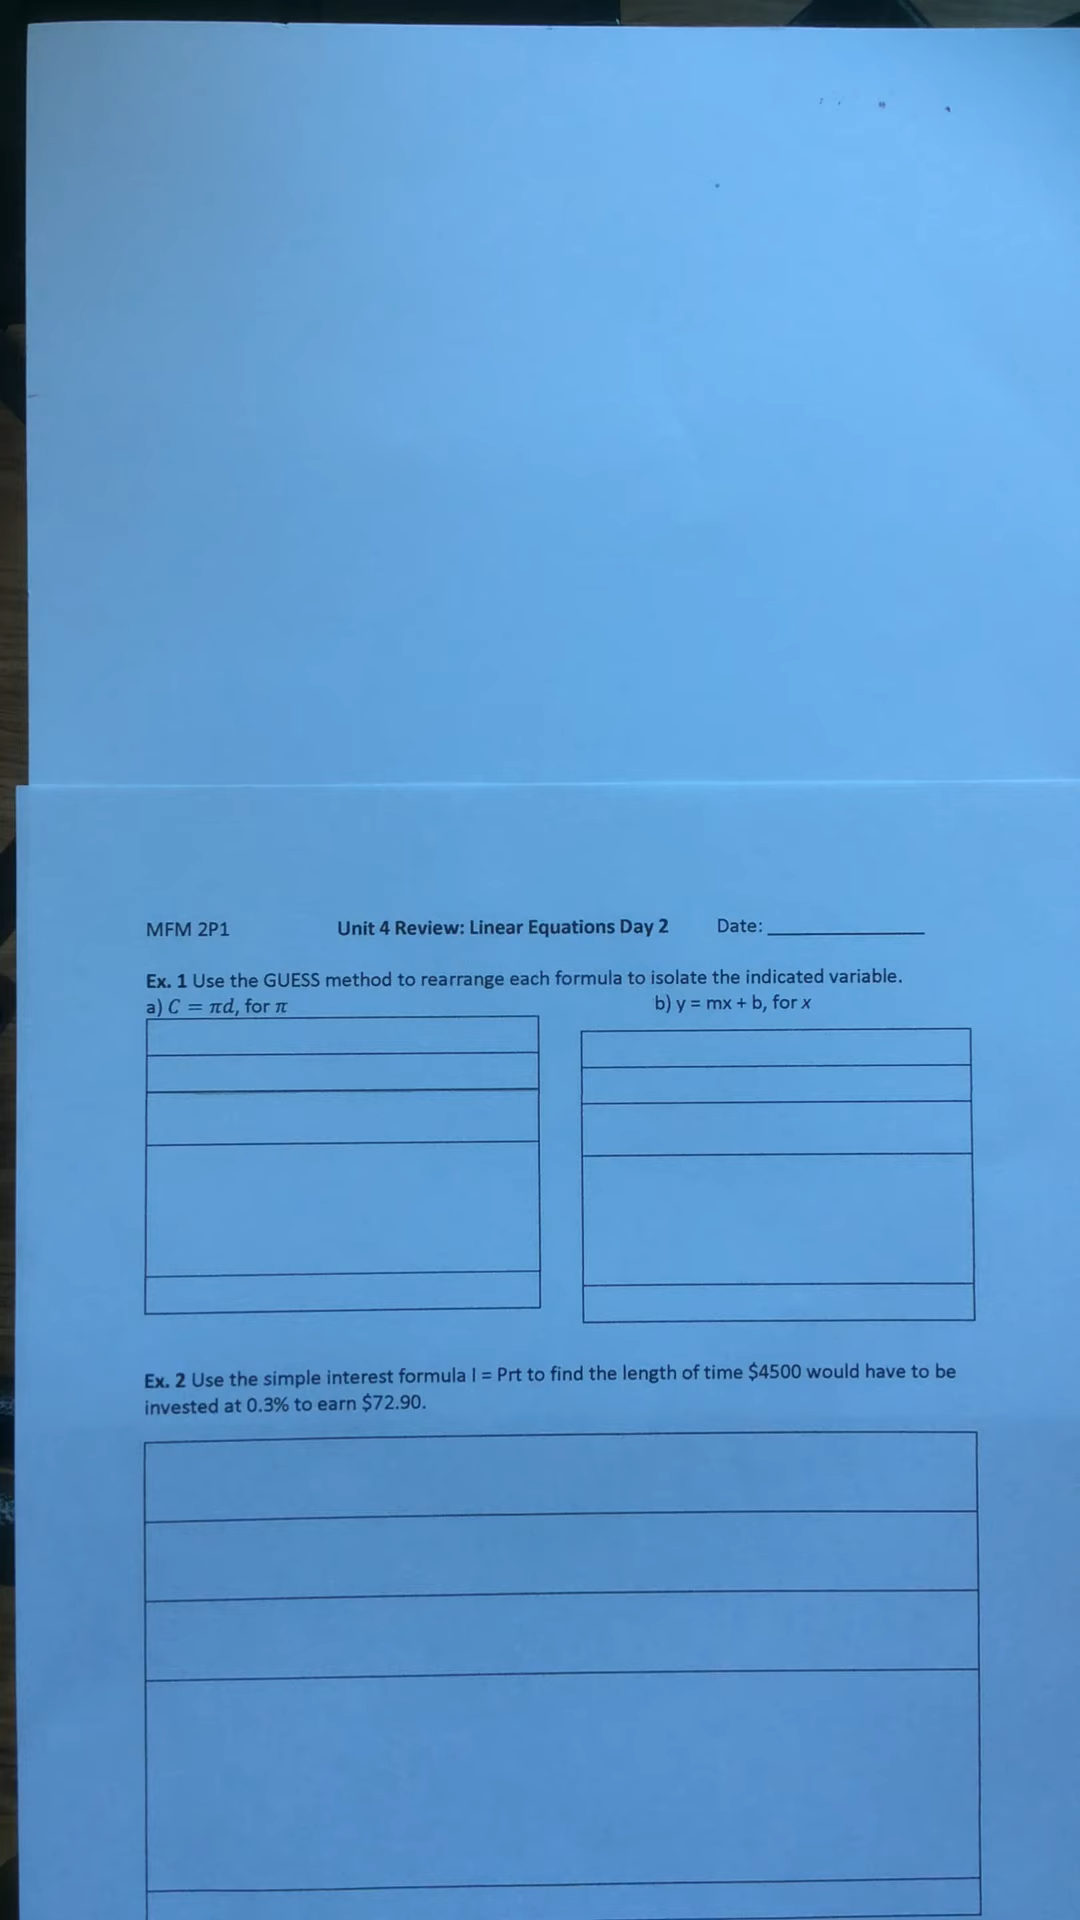 MFM 2P1 Unit 4 Review: Linear Equations Day 2 Date: ______________
Ex. 1 Use the GUESS method to rearrange each formula to isolate the indicated variable.
a) C = πd, for π b) y = mx + b, for x
Ex. 2 Use the simple interest formula I = Prt to find the length of time $4500 would have to be
invested at 0.3% to earn $72.90.